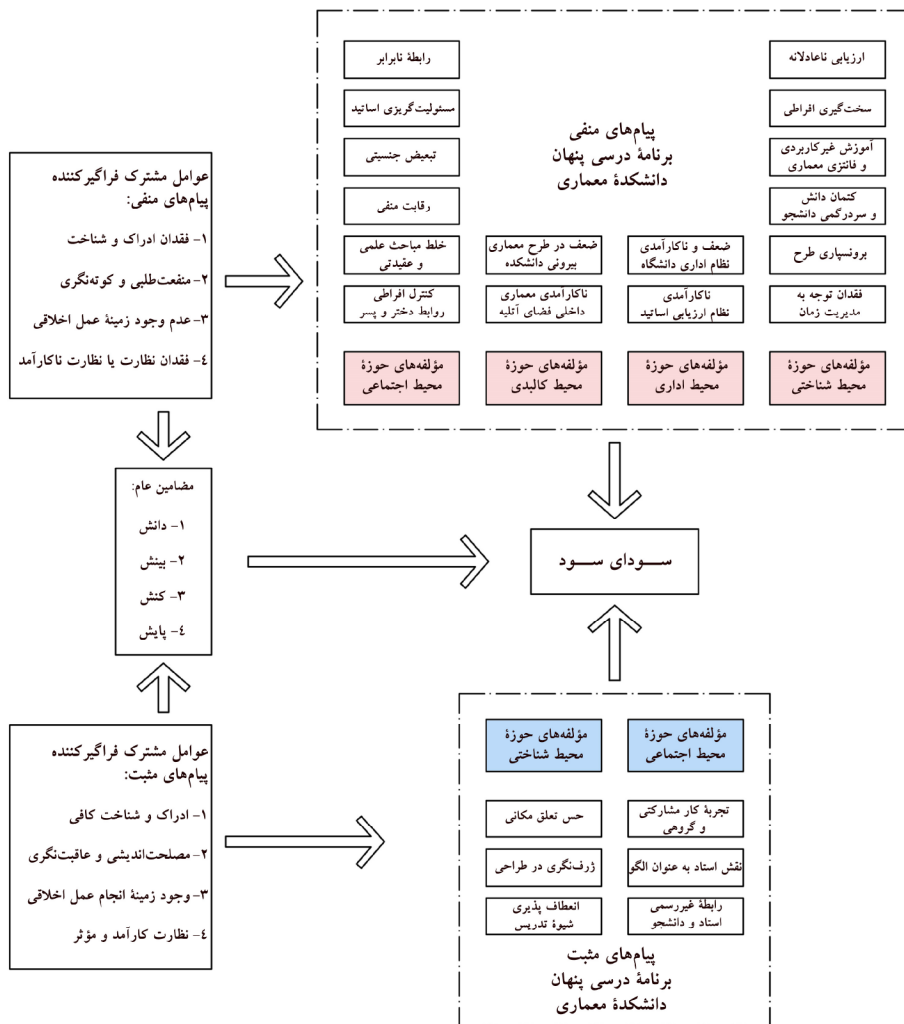 عوامل مشترک فراگیرکننده
پیام‌های منفی:
۱- فقدان ادراک و شناخت
۲- منفعت‌طلبی و کوته‌نگری
۳- عدم وجود زمینهٔ عمل اخلاقی
٤- فقدان نظارت یا نظارت ناکارآمد
پیام‌های منفی
برنامهٔ درسی پنهان
دانشکدهٔ معماری
ارزیابی ناعادلانه
سخت‌گیری افراطی
آموزش غیرکاربردی
و فانتزی معماری
کتمان دانش
و سردرگمی دانشجو
برونسپاری طرح
فقدان توجه به
مدیریت زمان
مؤلفه‌های حوزهٔ
محیط شناختی
ضعف و ناکارآمدی
نظام اداری دانشگاه
ناکارآمدی
نظام ارزیابی اساتید
مؤلفه‌های حوزهٔ
محیط اداری
ضعف در طرح معماری
بیرونی دانشکده
ناکارآمدی معماری
داخلی فضای آتلیه
مؤلفه‌های حوزهٔ
محیط کالبدی
رابطهٔ نابرابر
مسئولیت‌گریزی اساتید
تبعیض جنسیتی
رقابت منفی
خلط مباحث علمی
و عقیدتی
کنترل افراطی
روابط دختر و پسر
مؤلفه‌های حوزهٔ
محیط اجتماعی
مضامین عام:
۱- دانش
۲- بینش
۳- کنش
٤- پایش
ســـودای ســـود
عوامل مشترک فراگیرکننده
پیام‌های مثبت:
۱- ادراک و شناخت کافی
۲- مصلحت‌اندیشی و عاقبت‌نگری
۳- وجود زمینهٔ انجام عمل اخلاقی
٤- نظارت کارآمد و مؤثر
مؤلفه‌های حوزهٔ
محیط اجتماعی
تجربهٔ کار مشارکتی
و گروهی
نقش استاد به عنوان الگو
رابطهٔ غیررسمی
استاد و دانشجو
مؤلفه‌های حوزهٔ
محیط شناختی
حس تعلق مکانی
ژرف‌نگری در طراحی
انعطاف پذیری
شیوهٔ تدریس
پیام‌های مثبت
برنامهٔ درسی پنهان
دانشکدهٔ معماری